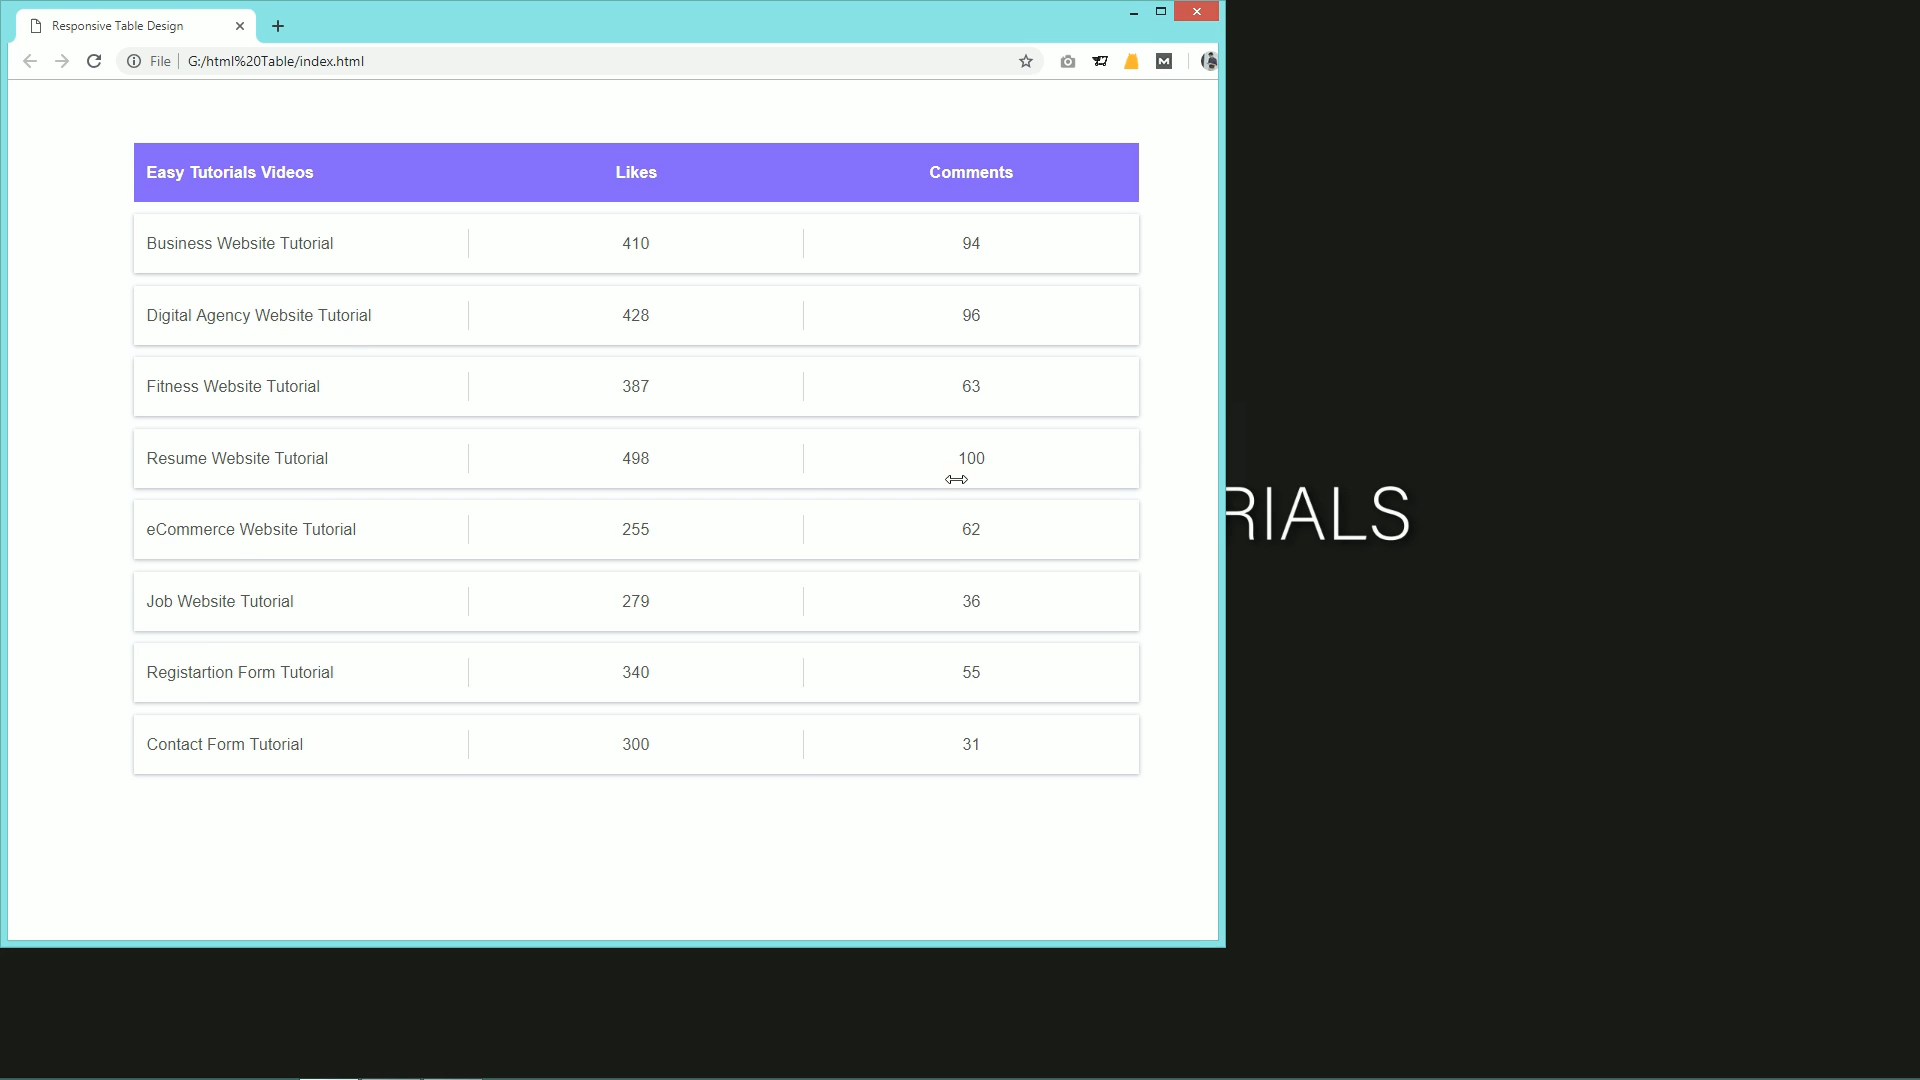 Responsive Table Design
File G:/html%20Table/index.html
M
Easy Tutorials Videos Likes Comments
Business Website Tutorial 410 94
Digital Agency Website Tutorial 428 96
Fitness Website Tutorial 387 63
Resume Website Tutorial 498 100
eCommerce Website Tutorial 255 62
RIALS
Job Website Tutorial 279 36
Registartion Form Tutorial 340 55
Contact Form Tutorial 300 31